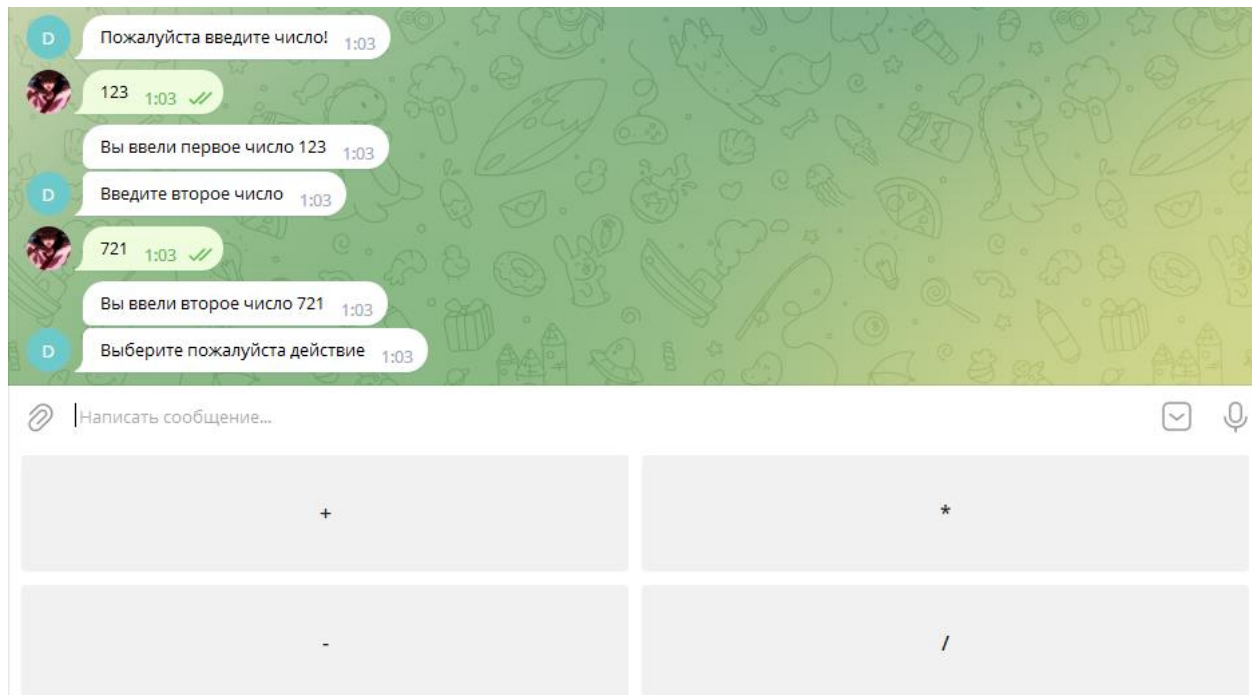 D
Пожалуйста введите число! 1:03
123 1:03
Вы ввели первое число 123 1:03
D
Введите второе число 1:03
721 1:03
Вы ввели второе число 721 1:03
D
Выберите пожалуйста действие 1:03
Написать сообщение...
+
*
-
/